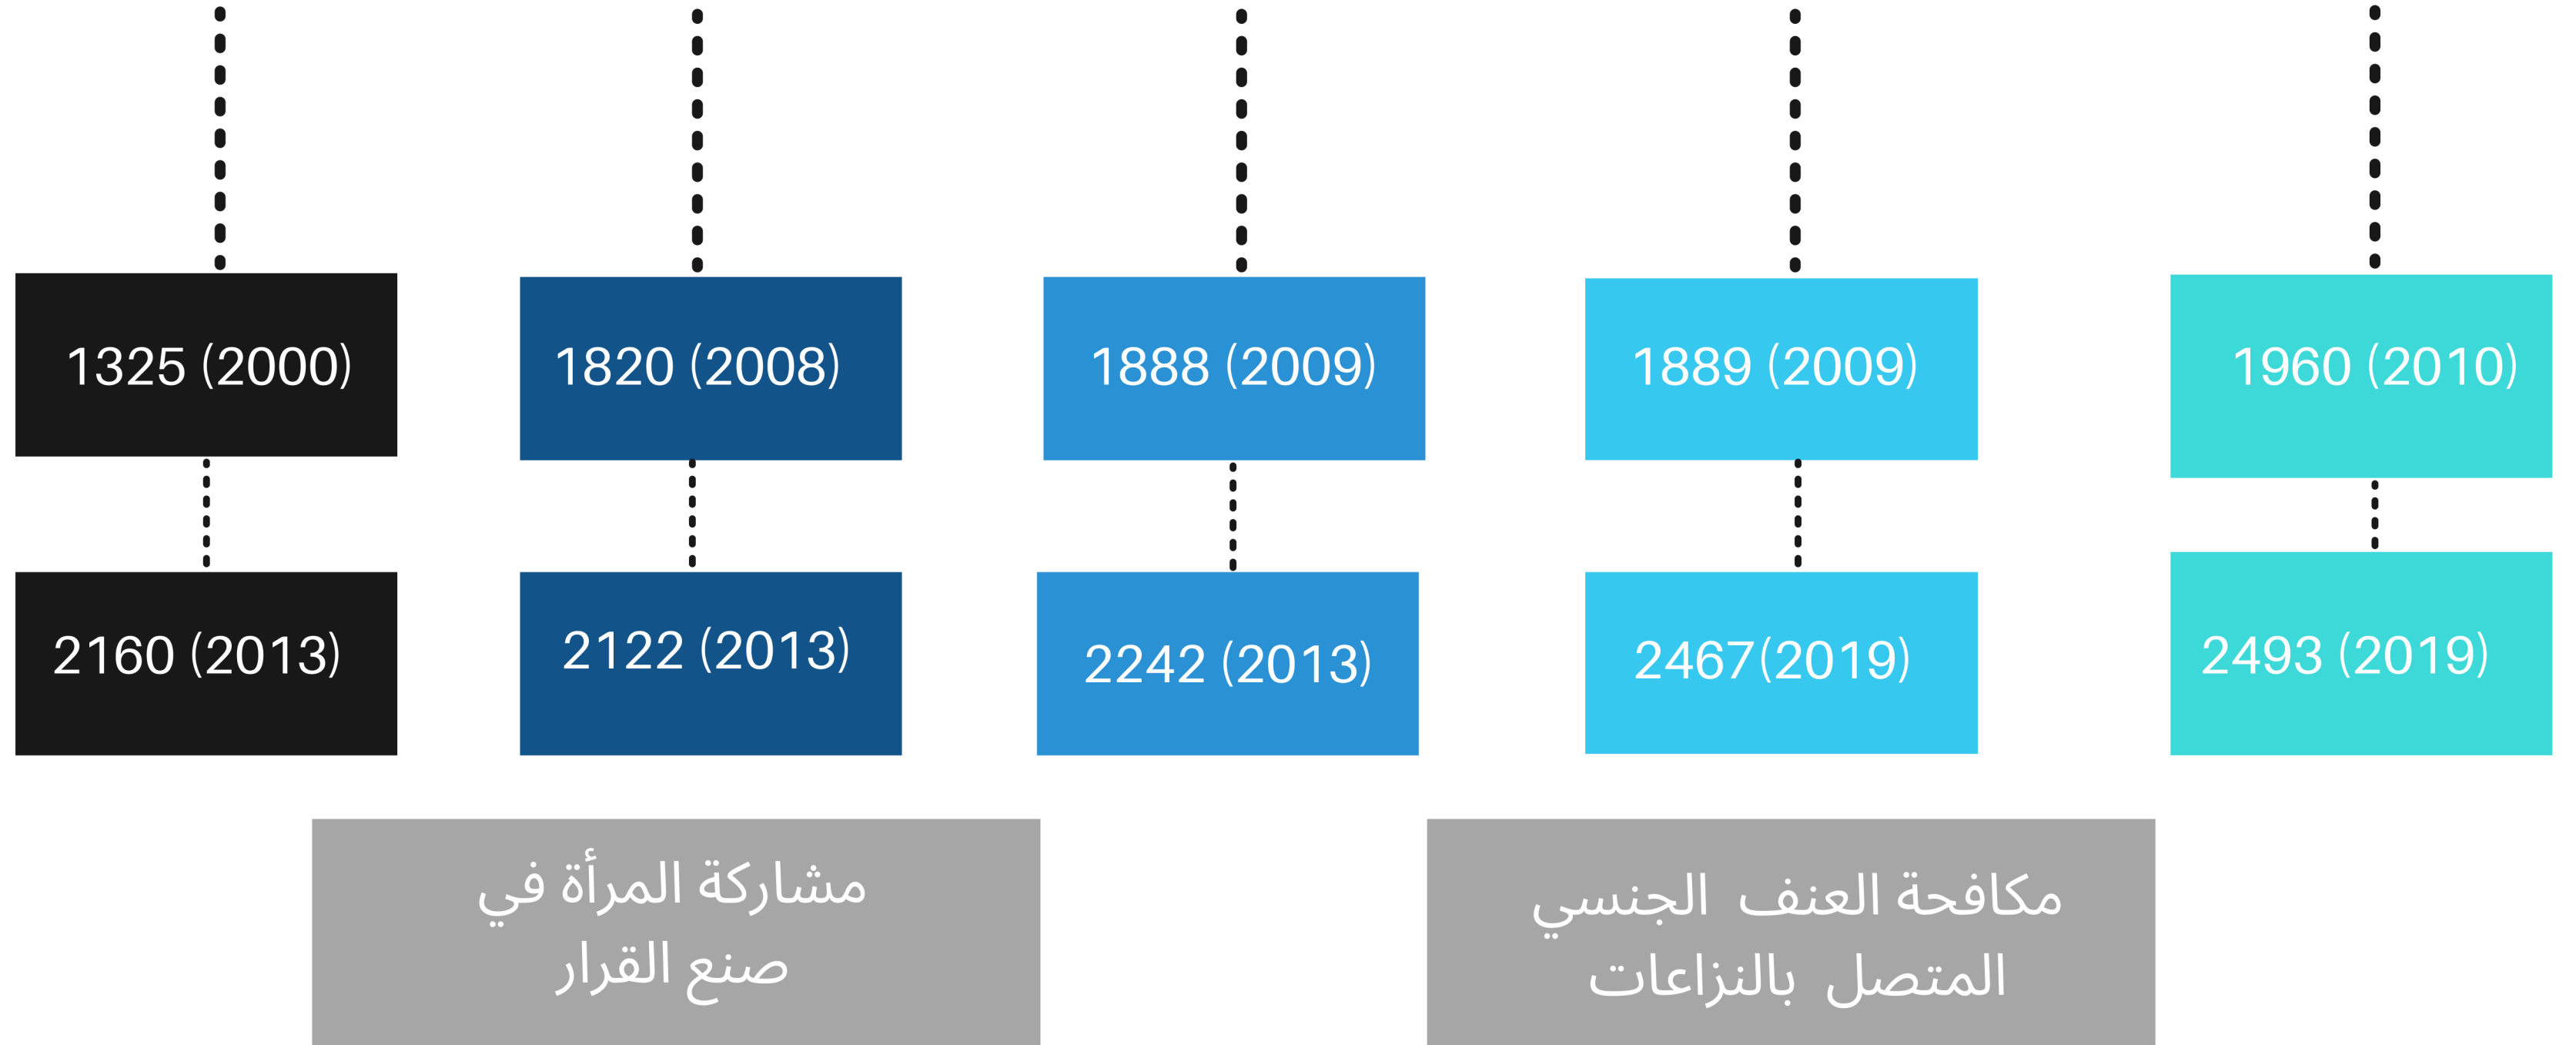 1325 (2000)
1820 (2008)
1888 (2009)
1889 (2009)
1960 (2010)
2160 (2013)
2122 (2013)
2242 (2013)
2467(2019)
2493 (2019)
مشاركة المرأة في
صنع القرار
مكافحة العنف الجنسي
المتصل بالنزاعات